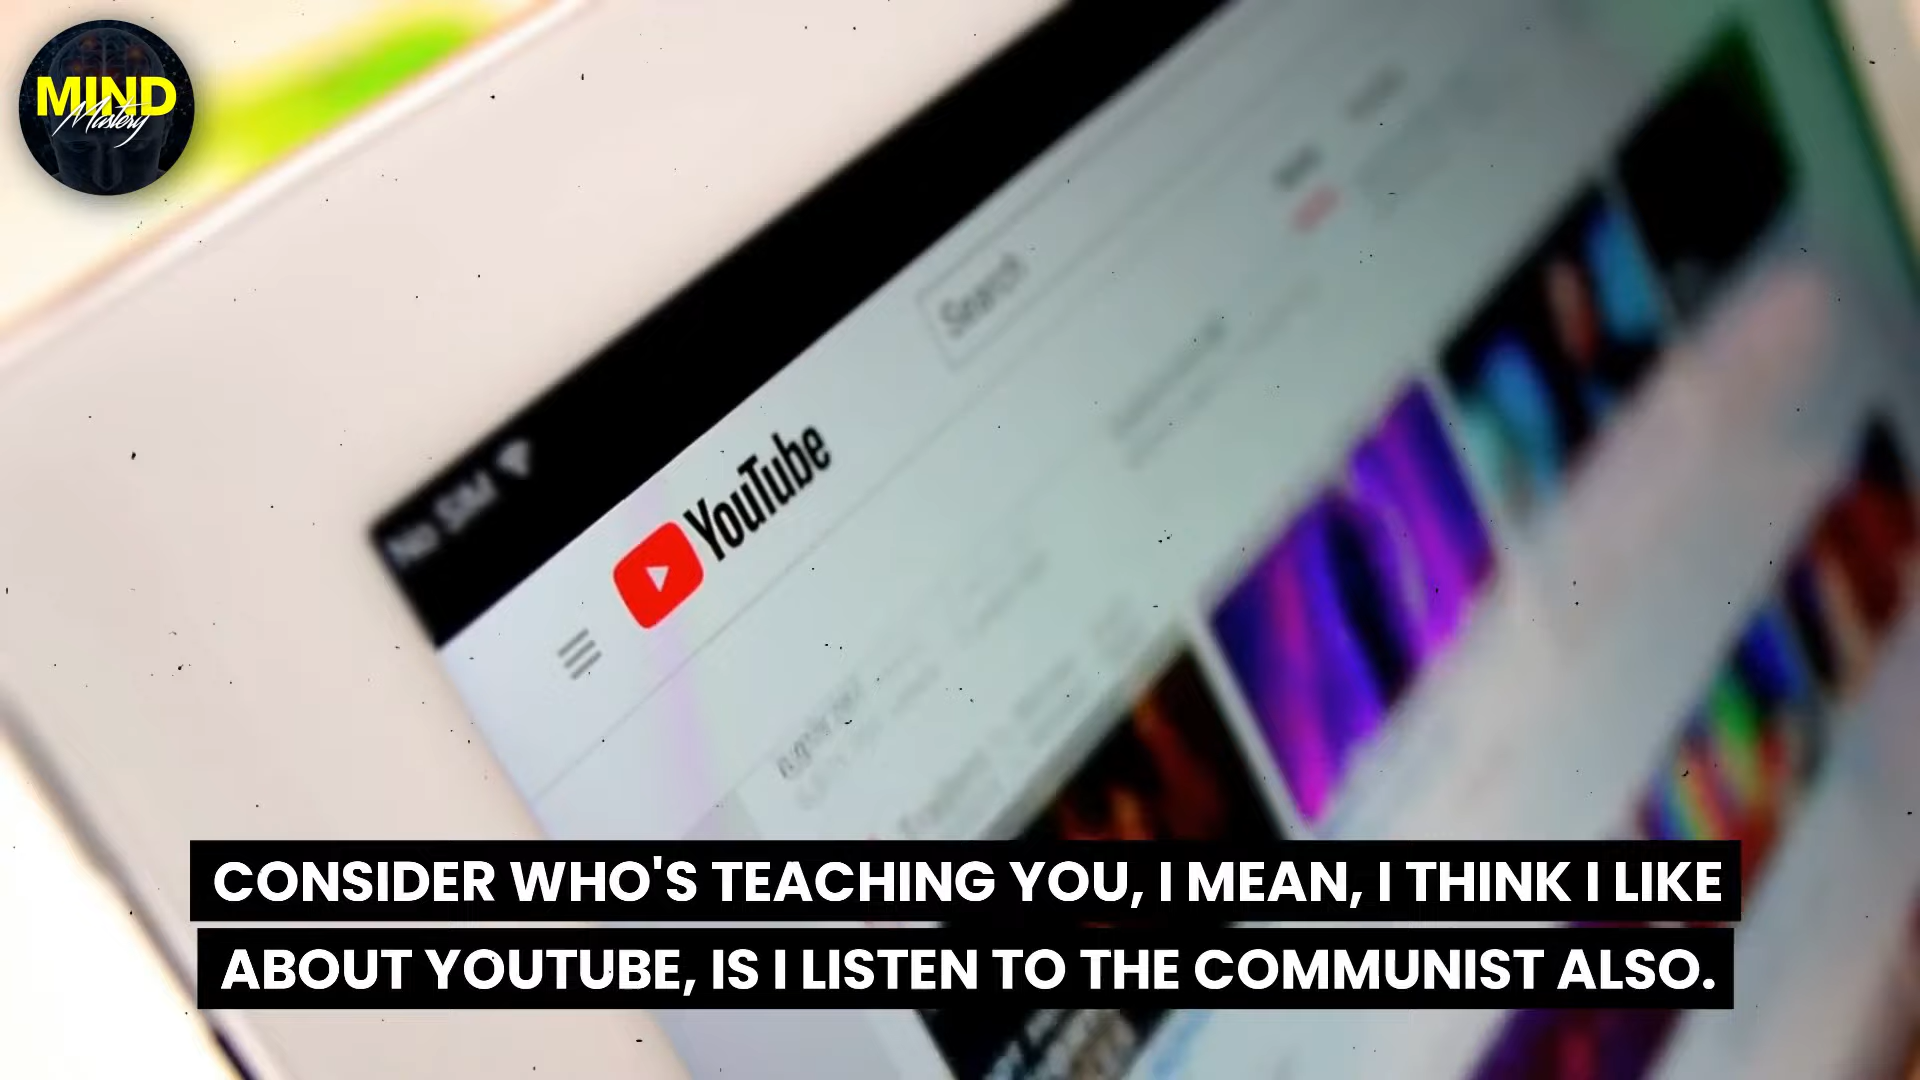 MIND
Mastery
No SIM
Search
YouTube
CONSIDER WHO'S TEACHING YOU, I MEAN, I THINK I LIKE
ABOUT YOUTUBE, IS I LISTEN TO THE COMMUNIST ALSO.